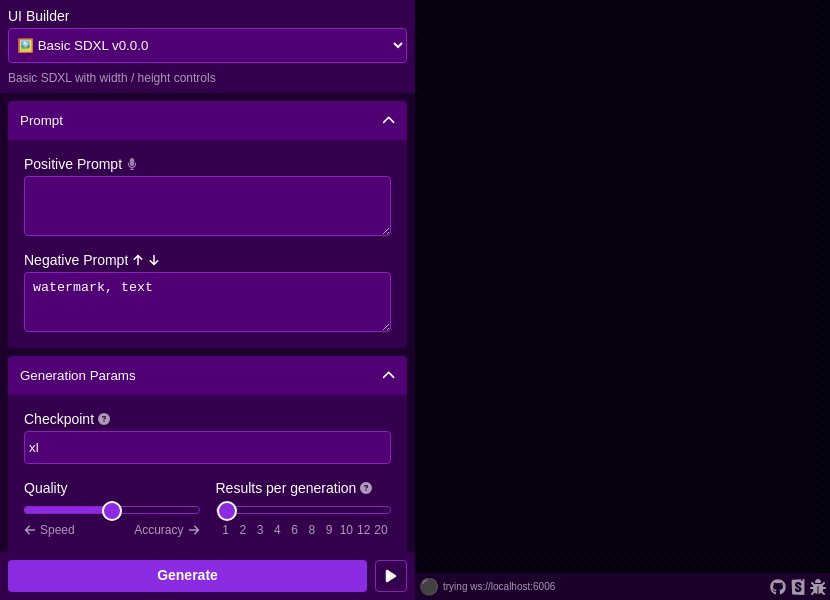 UI Builder
🖼️ Basic SDXL v0.0.0
Basic SDXL with width / height controls
Prompt
Positive Prompt
Negative Prompt ↑ ↓
watermark, text
Generation Params
Checkpoint ?
xl
Quality
Results per generation ?
← Speed
Accuracy →
1 2 3 4 6 8 9 10 12 20
Generate
trying ws://localhost:6006